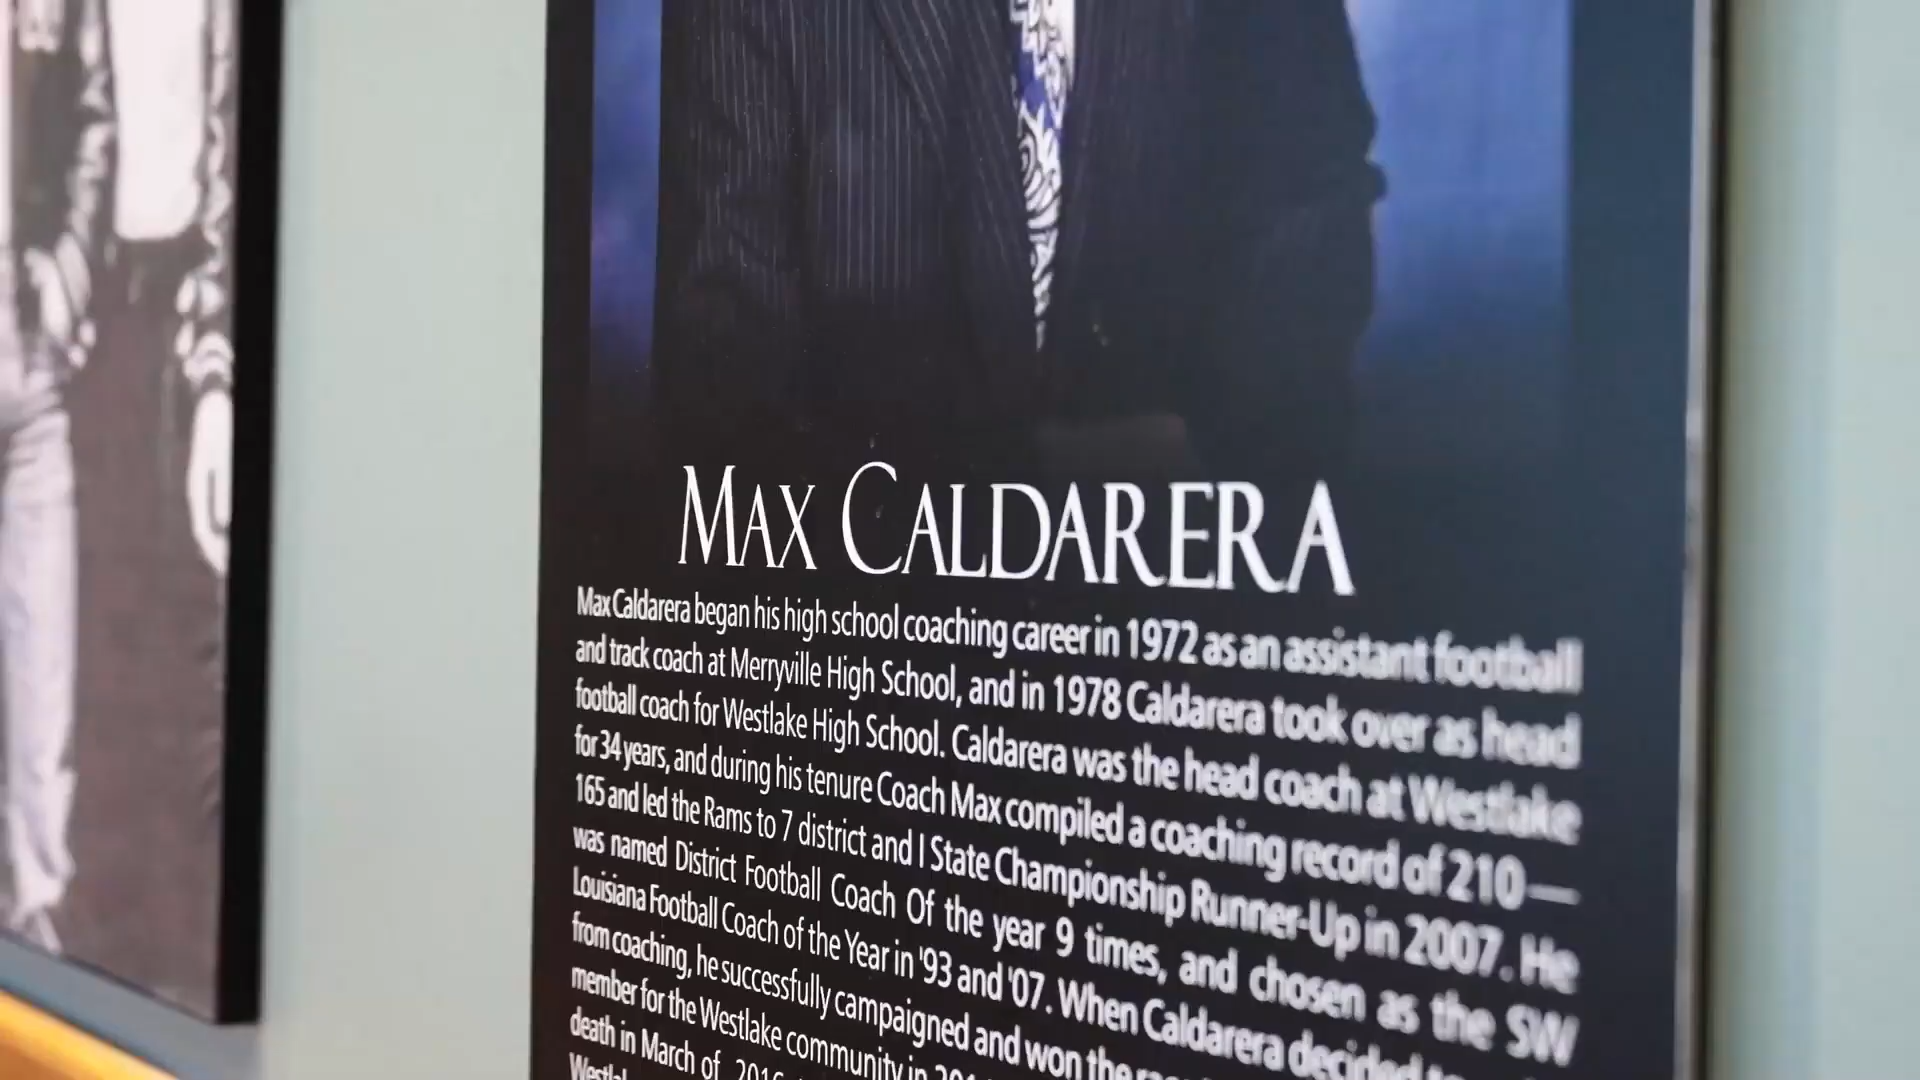 MAX CALDARERA
Max Caldarera began his high school coaching career in 1972 as an assistant football
and track coach at Merryville High School, and in 1978 Caldarera took over as head
football coach for Westlake High School. Caldarera was the head coach at Westlake
for 34 years, and during his tenure Coach Max compiled a coaching record of 210—
165 and led the Rams to 7 district and I State Championship Runner-Up in 2007. He
was named District Football Coach Of the year 9 times, and chosen as the SW
Louisiana Football Coach of the Year in '93 and '07. When Caldarera decided to
from coaching, he successfully campaigned and won the
member for the Westlake community in
death in March of 2016